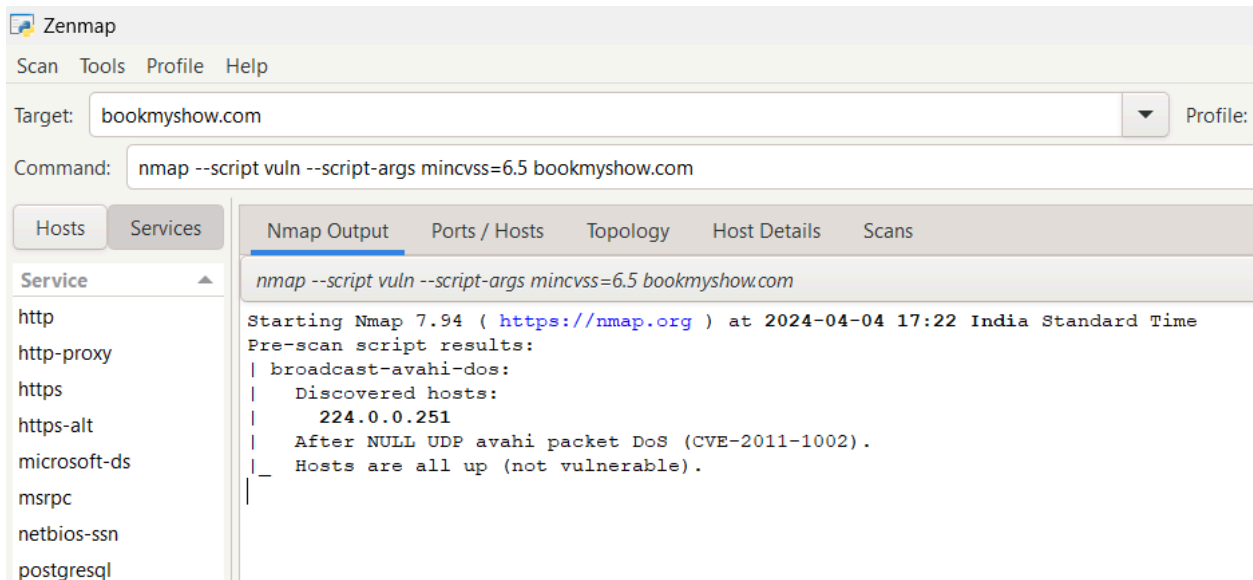 Zenmap
Scan Tools Profile Help
Target: bookmyshow.com Profile:
Command: nmap --script vuln --script-args mincvss=6.5 bookmyshow.com
Hosts Services
Nmap Output Ports / Hosts Topology Host Details Scans
Service
nmap --script vuln --script-args mincvss=6.5 bookmyshow.com
http
http-proxy
https
https-alt
microsoft-ds
msrpc
netbios-ssn
postgresql
Starting Nmap 7.94 ( https://nmap.org ) at 2024-04-04 17:22 India Standard Time
Pre-scan script results:
| broadcast-avahi-dos:
|   Discovered hosts:
|     224.0.0.251
|   After NULL UDP avahi packet DoS (CVE-2011-1002).
|_  Hosts are all up (not vulnerable).